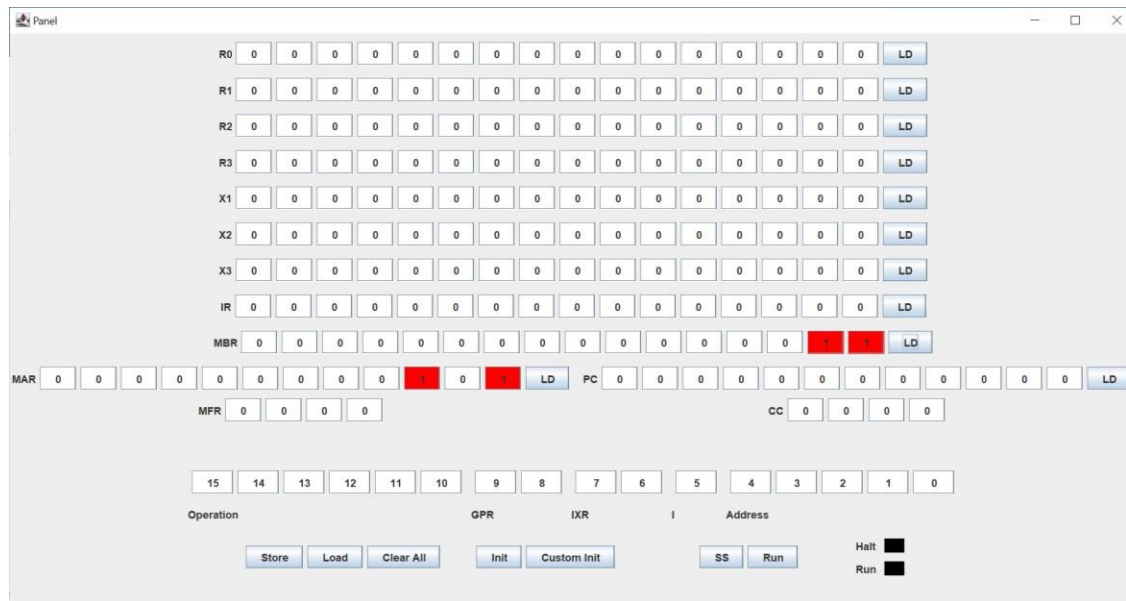 Panel
R0 0 0 0 0 0 0 0 0 0 0 0 0 0 0 0 0 LD
R1 0 0 0 0 0 0 0 0 0 0 0 0 0 0 0 0 LD
R2 0 0 0 0 0 0 0 0 0 0 0 0 0 0 0 0 LD
R3 0 0 0 0 0 0 0 0 0 0 0 0 0 0 0 0 LD
X1 0 0 0 0 0 0 0 0 0 0 0 0 0 0 0 0 LD
X2 0 0 0 0 0 0 0 0 0 0 0 0 0 0 0 0 LD
X3 0 0 0 0 0 0 0 0 0 0 0 0 0 0 0 0 LD
IR 0 0 0 0 0 0 0 0 0 0 0 0 0 0 0 0 LD
MBR 0 0 0 0 0 0 0 0 0 0 0 0 0 0 1 1 LD
MAR 0 0 0 0 0 0 0 0 0 1 0 1 LD PC 0 0 0 0 0 0 0 0 0 0 0 0 LD
MFR 0 0 0 0 CC 0 0 0 0
15 14 13 12 11 10 9 8 7 6 5 4 3 2 1 0
Operation GPR IXR I Address
Store Load Clear All Init Custom Init SS Run Halt
Run